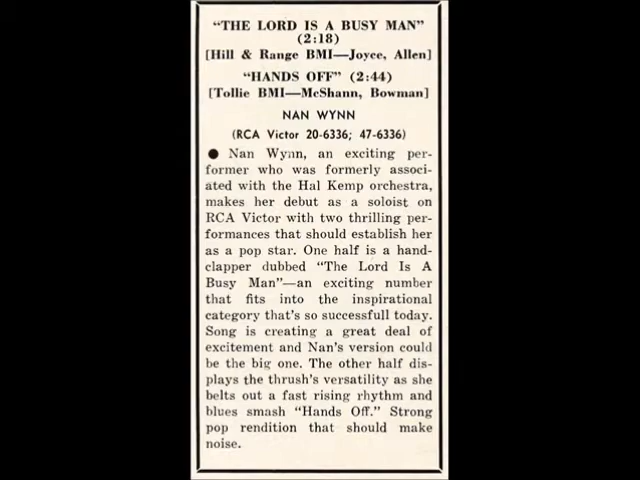 "THE LORD IS A BUSY MAN"
(2:18)
[Hill & Range BMI—Joyce, Allen]
"HANDS OFF" (2:44)
[Tollie BMI—McShann, Bowman]
NAN WYNN
(RCA Victor 20-6336; 47-6336)
● Nan Wynn, an exciting per-
former who was formerly associ-
ated with the Hal Kemp orchestra,
makes her debut as a soloist on
RCA Victor with two thrilling per-
formances that should establish her
as a pop star. One half is a hand-
clapper dubbed "The Lord Is A
Busy Man"—an exciting number
that fits into the inspirational
category that's so successfull today.
Song is creating a great deal of
excitement and Nan's version could
be the big one. The other half dis-
plays the thrush's versatility as she
belts out a fast rising rhythm and
blues smash "Hands Off." Strong
pop rendition that should make
noise.